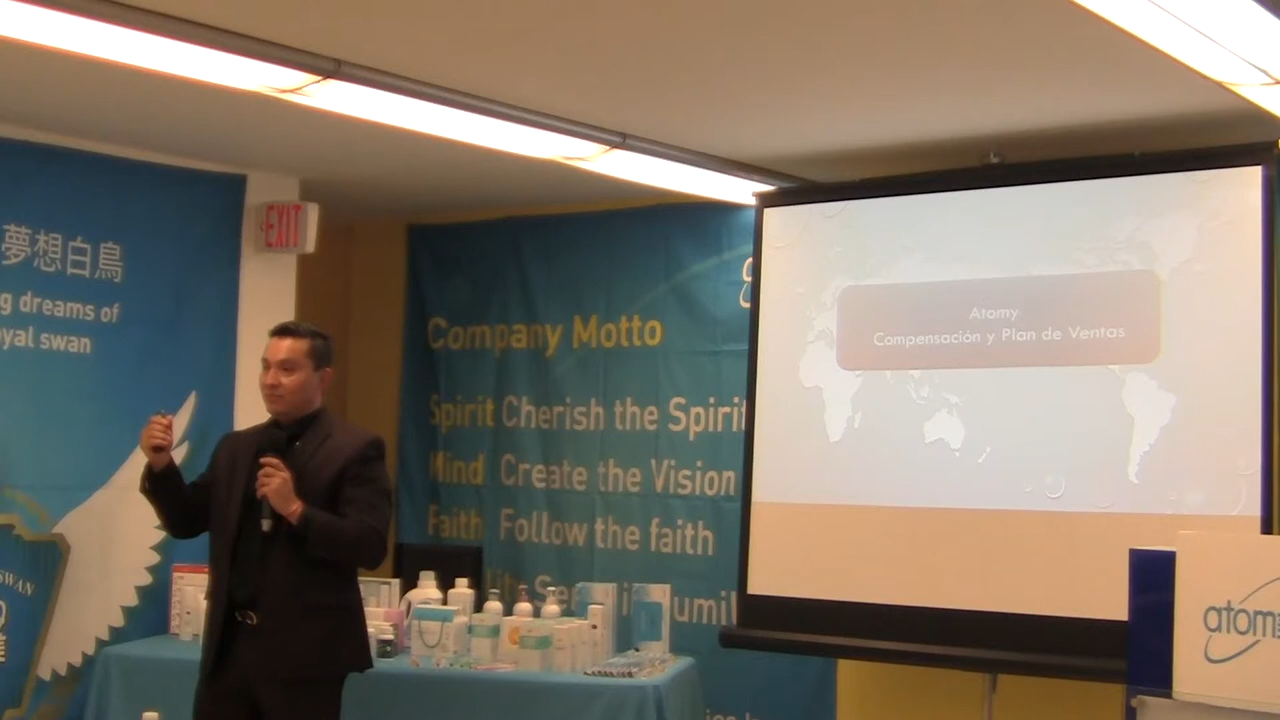 夢想白鳥
g dreams of
yal swan
EXIT
Company Motto
Spirit Cherish the Spirit
Mind Create the Vision
Faith Follow the faith
Atomy
Compensación y Plan de Ventas
SWAN
atom